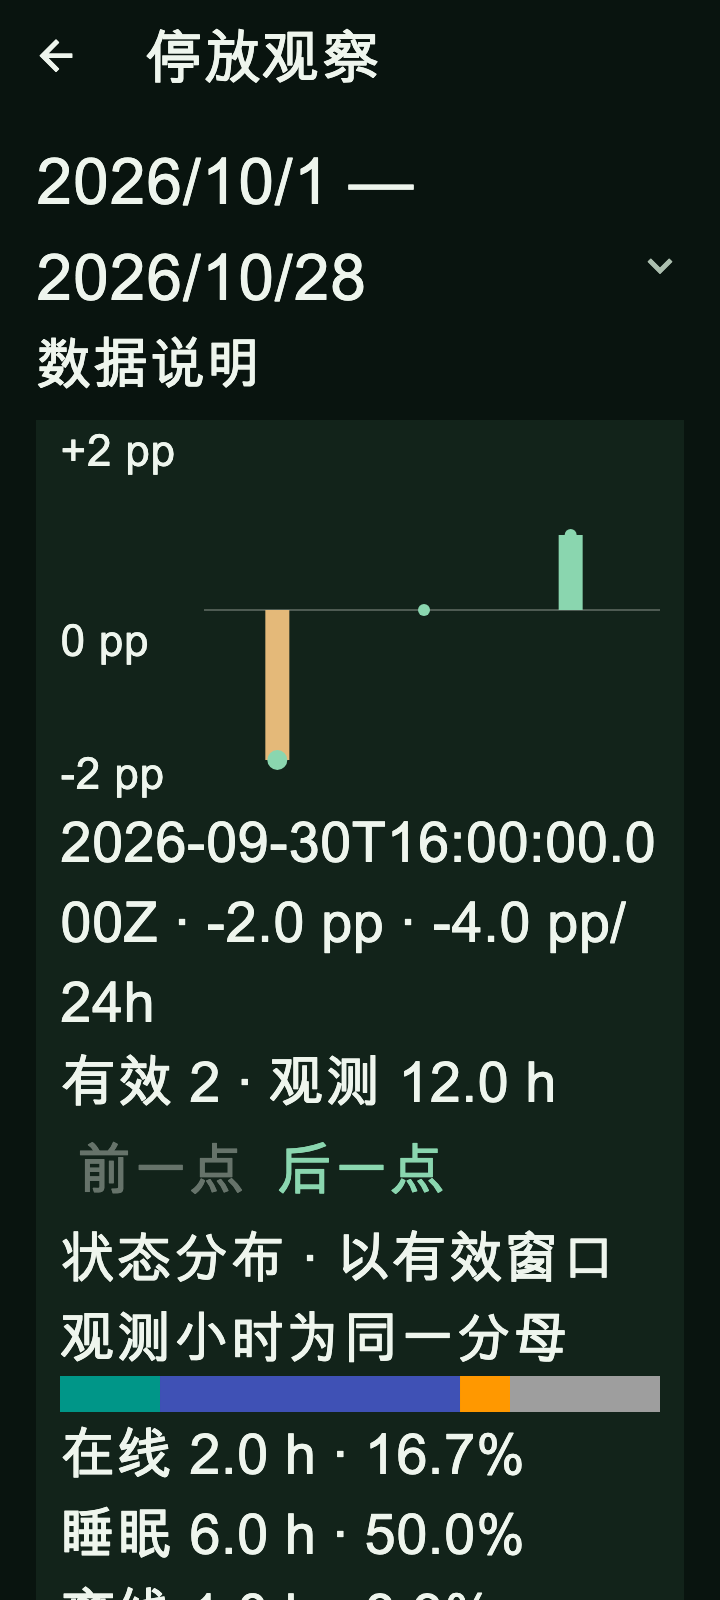 停放观察
2026/10/1 —
2026/10/28
数据说明
+2 pp
0 pp
-2 pp
2026-09-30T16:00:00.0
00Z · -2.0 pp · -4.0 pp/
24h
有效 2 · 观测 12.0 h
前一点 后一点
状态分布 · 以有效窗口
观测小时为同一分母
在线 2.0 h · 16.7%
睡眠 6.0 h · 50.0%